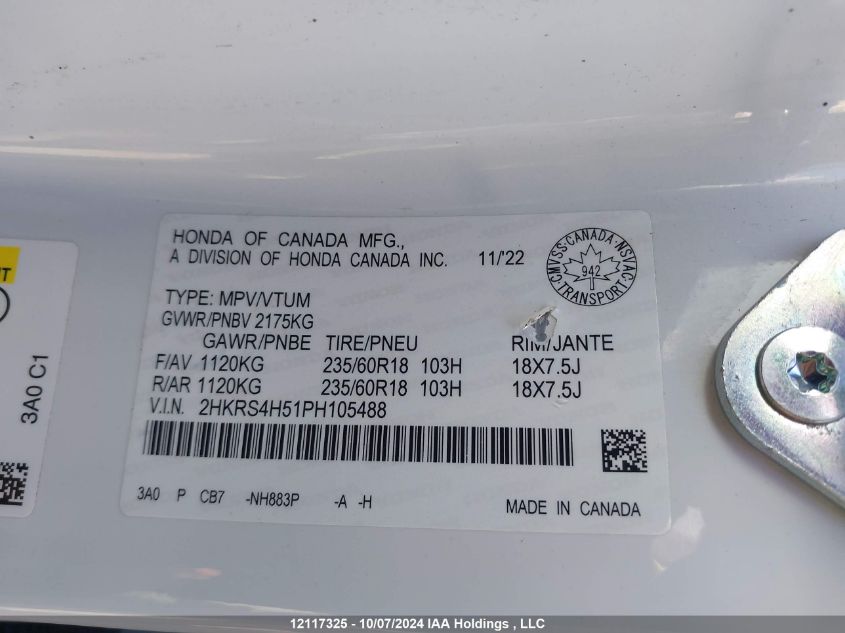 NT
3A0 C1
HONDA OF CANADA MFG.,
A DIVISION OF HONDA CANADA INC. 11/'22
CMVSS-CANADA-NSVAC
942
TRANSPORT
TYPE: MPV/VTUM
GVWR/PNBV 2175KG
GAWR/PNBE TIRE/PNEU RIM/JANTE
F/AV 1120KG 235/60R18 103H 18X7.5J
R/AR 1120KG 235/60R18 103H 18X7.5J
V.I.N. 2HKRS4H51PH105488
3A0 P CB7 -NH883P -A -H MADE IN CANADA
12117325 - 10/07/2024 IAA Holdings , LLC